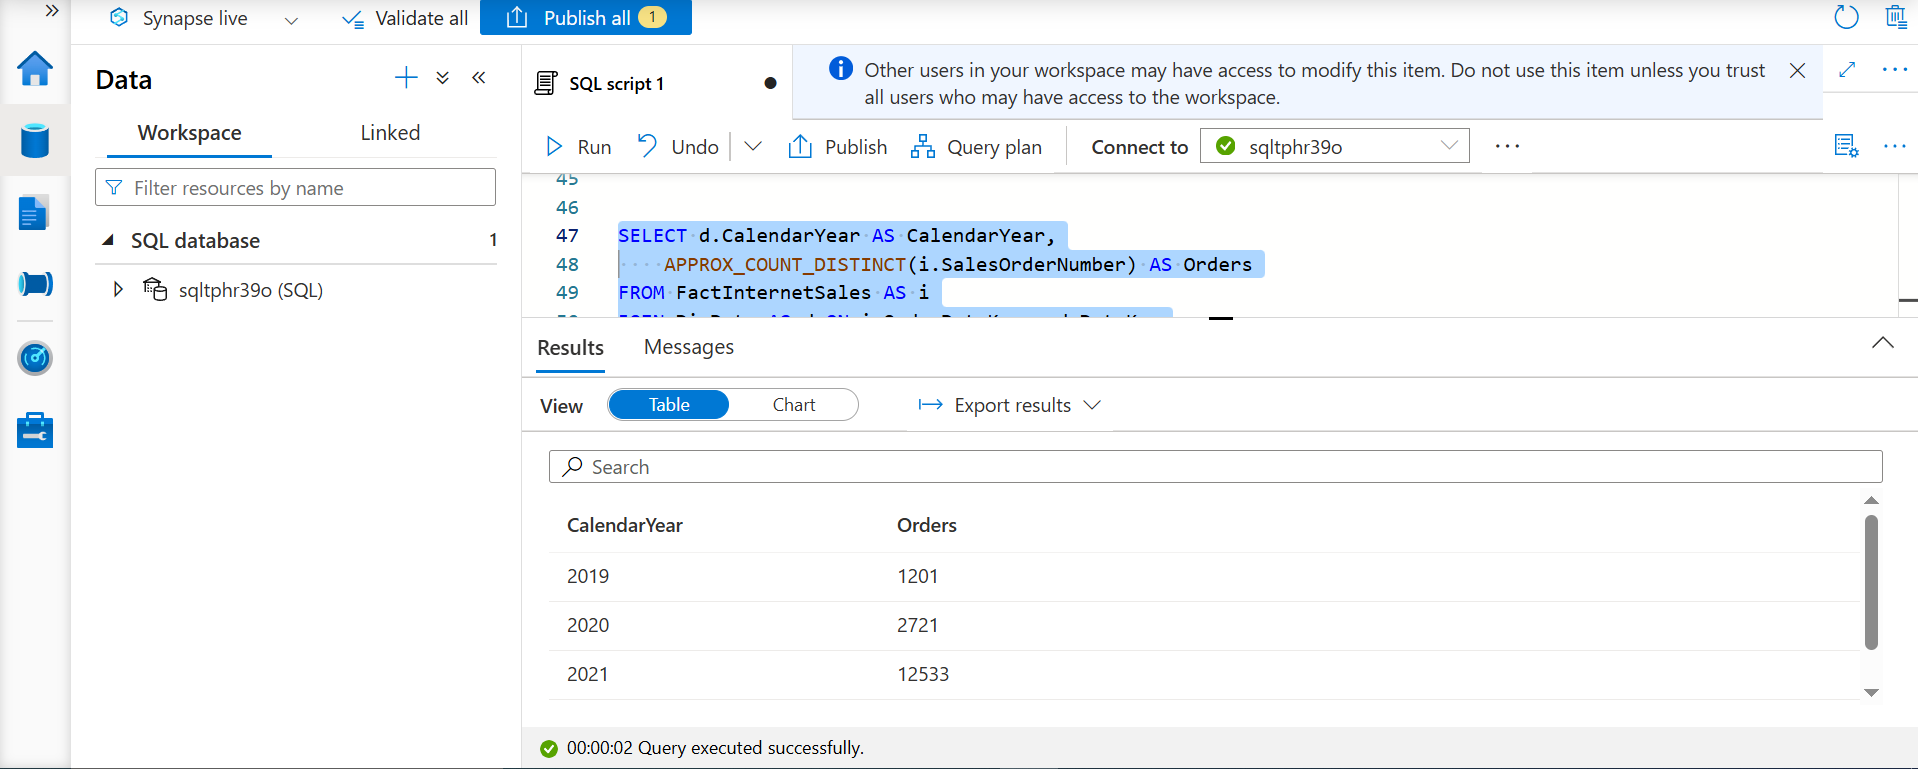 Synapse live
Validate all
Publish all 1
Data
Workspace
Linked
Filter resources by name
SQL database 1
sqltphr39o (SQL)
SQL script 1
Other users in your workspace may have access to modify this item. Do not use this item unless you trust
all users who may have access to the workspace.
Run
Undo
Publish
Query plan
Connect to
sqltphr39o
45
46
47 SELECT d.CalendarYear AS CalendarYear,
48 APPROX_COUNT_DISTINCT(i.SalesOrderNumber) AS Orders
49 FROM FactInternetSales AS i
Results
Messages
View
Table
Chart
Export results
Search
CalendarYear Orders
2019 1201
2020 2721
2021 12533
00:00:02 Query executed successfully.